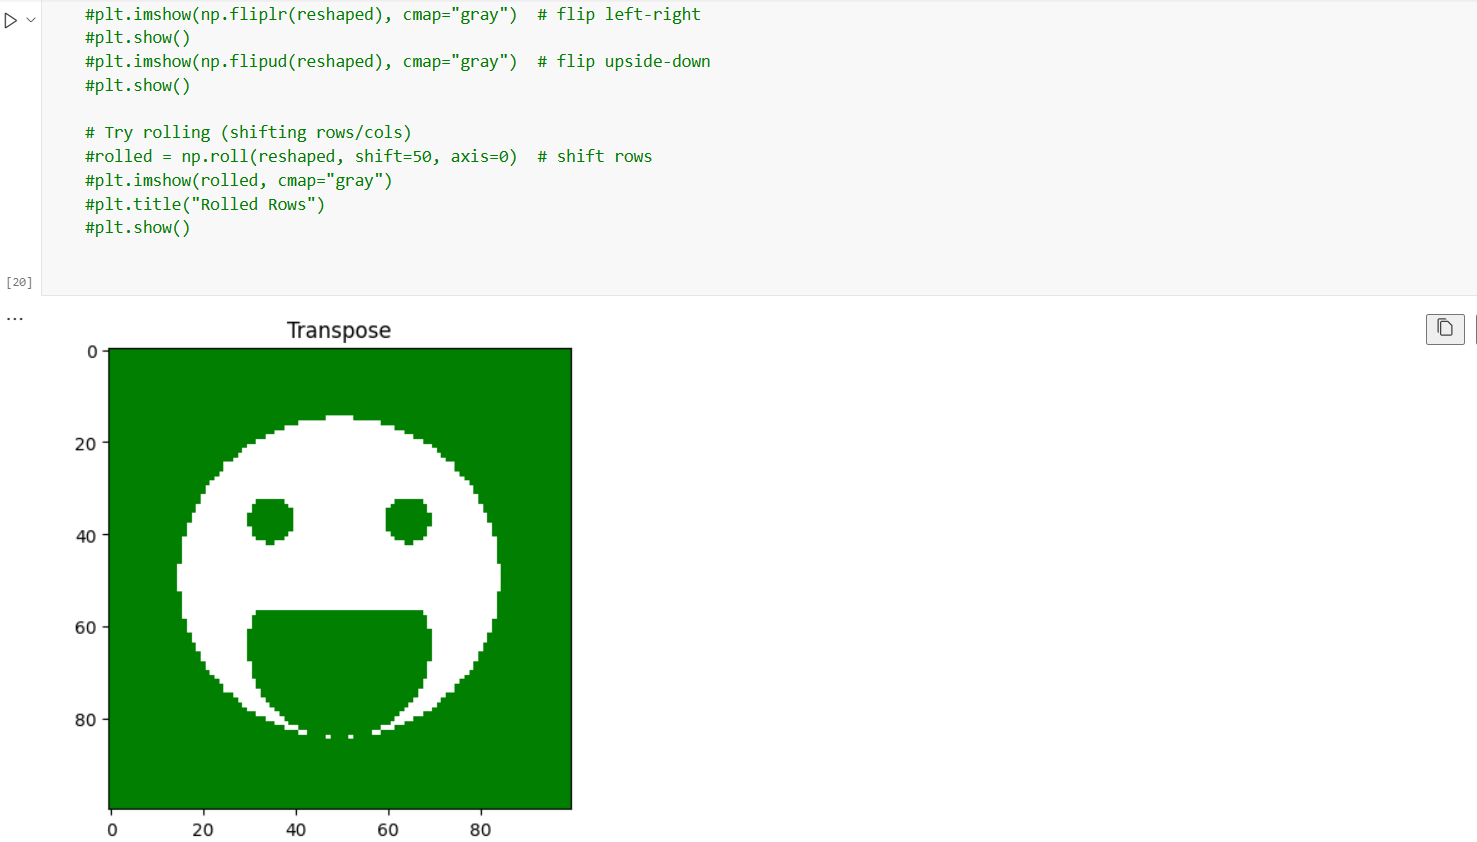 #plt.imshow(np.fliplr(reshaped), cmap="gray")  # flip left-right
#plt.show()
#plt.imshow(np.flipud(reshaped), cmap="gray")  # flip upside-down
#plt.show()
# Try rolling (shifting rows/cols)
#rolled = np.roll(reshaped, shift=50, axis=0)  # shift rows
#plt.imshow(rolled, cmap="gray")
#plt.title("Rolled Rows")
#plt.show()
[20]
...
Transpose
0
20
40
60
80
0 20 40 60 80